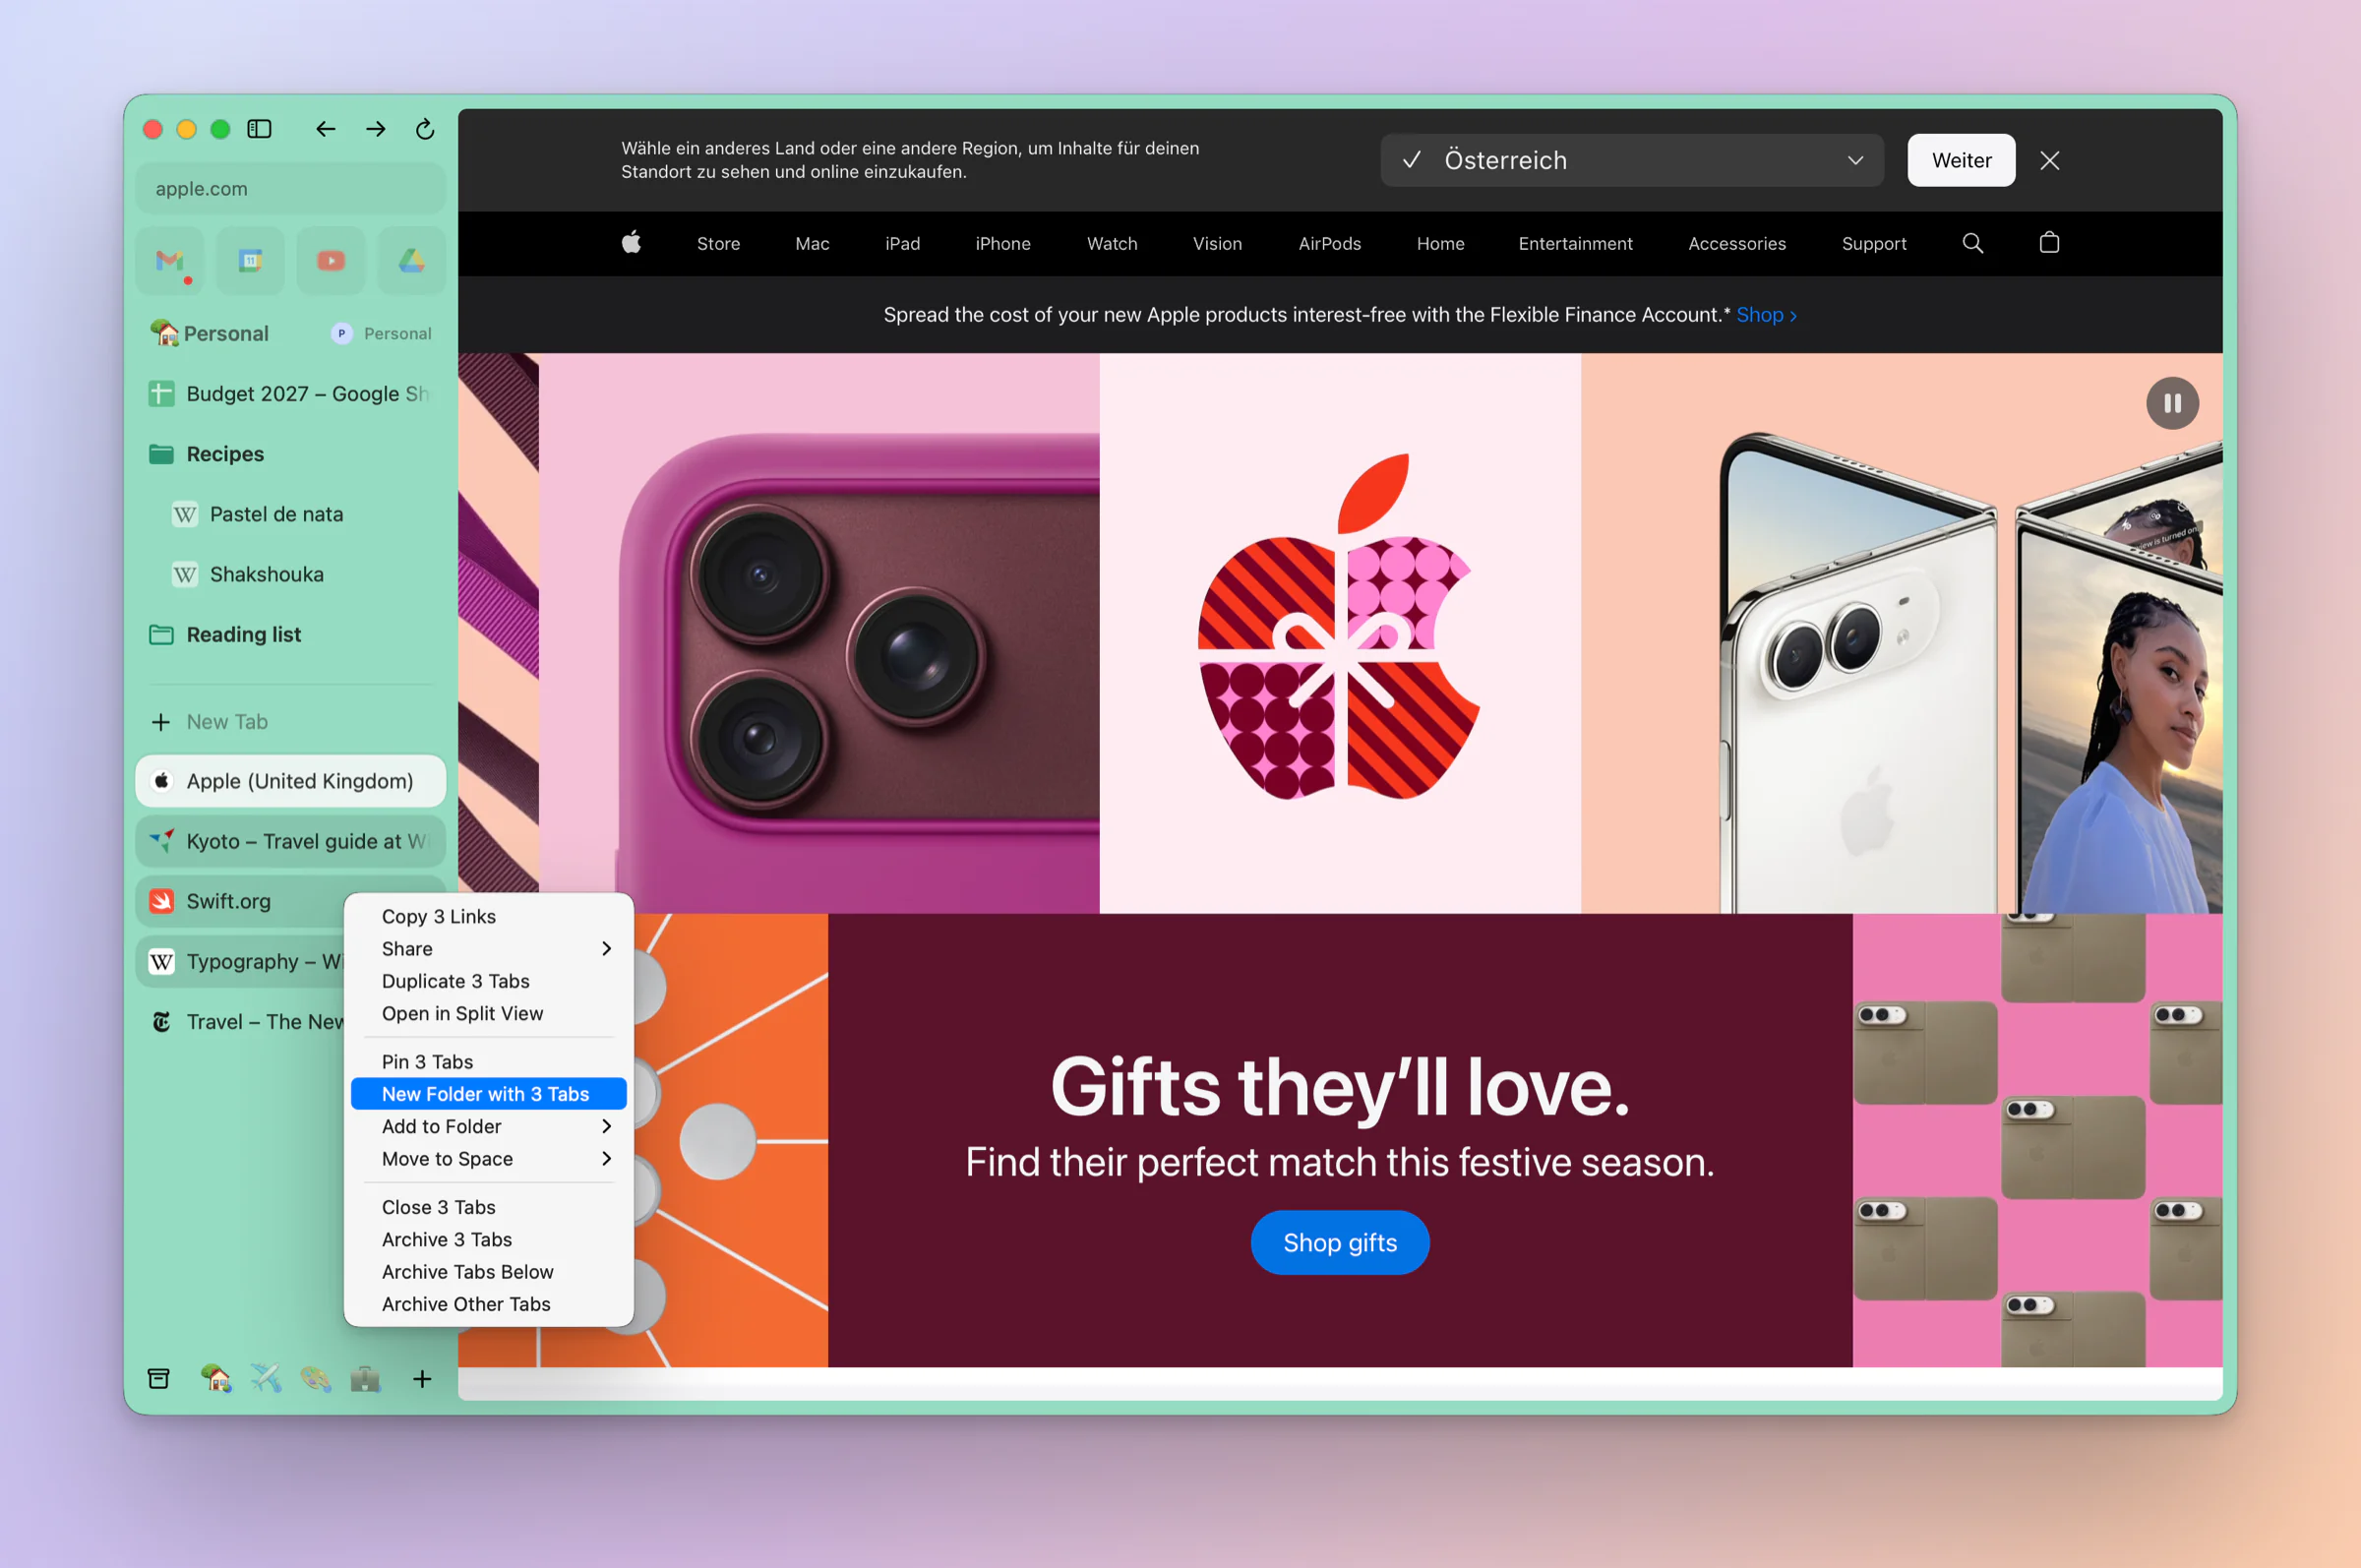 apple.com
Personal
P
Personal
Budget 2027 – Google Sh
Recipes
W Pastel de nata
W Shakshouka
Reading list
New Tab
Apple (United Kingdom)
Kyoto – Travel guide at Wi
Swift.org
W Typography – Wi
Travel – The New
Copy 3 Links
Share
Duplicate 3 Tabs
Open in Split View
Pin 3 Tabs
New Folder with 3 Tabs
Add to Folder
Move to Space
Close 3 Tabs
Archive 3 Tabs
Archive Tabs Below
Archive Other Tabs
Wähle ein anderes Land oder eine andere Region, um Inhalte für deinen
Standort zu sehen und online einzukaufen.
Österreich
Weiter
Store Mac iPad iPhone Watch Vision AirPods Home Entertainment Accessories Support
Spread the cost of your new Apple products interest-free with the Flexible Finance Account.* Shop ›
is turned on
Gifts they’ll love.
Find their perfect match this festive season.
Shop gifts